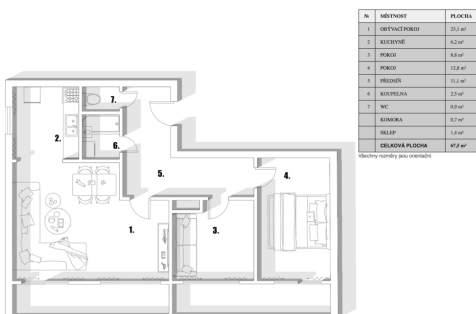 № MÍSTNOST PLOCHA
1 OBÝVACÍ POKOJ 23,1 m²
2 KUCHYNĚ 9,2 m²
3 POKOJ 9,8 m²
4 POKOJ 12,8 m²
5 PŘEDSÍŇ 11,1 m²
6 KOUPELNA 2,5 m²
7 WC 0,9 m²
KOMORA 0,7 m²
SKLEP 1,8 m²
CELKOVÁ PLOCHA 67,5 m²
Všechny rozměry jsou orientační
7.
2.
6.
5.
4.
1.
3.